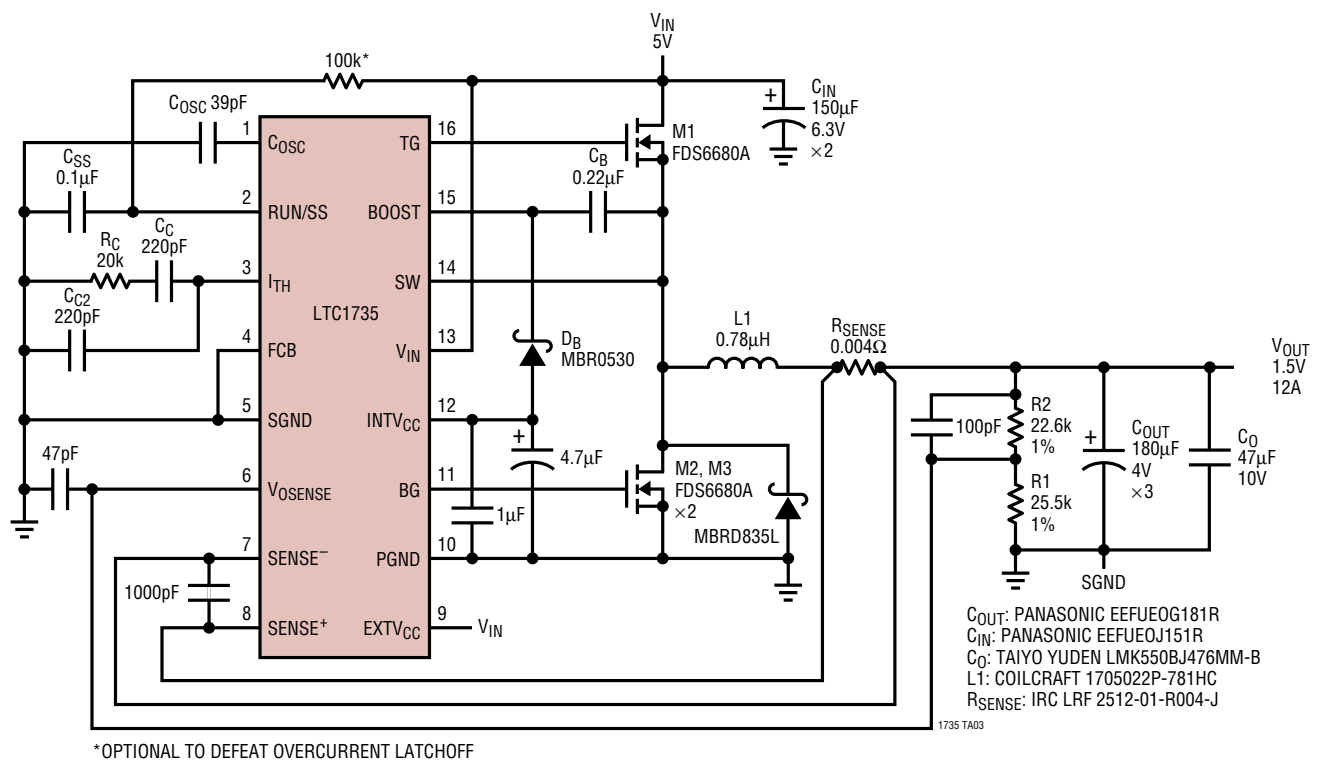 VIN
5V
100k*
COSC 39pF
CIN
150µF
6.3V
×2
1
COSC
TG
16
M1
FDS6680A
CSS
0.1µF
CB
0.22µF
2
RUN/SS
BOOST
15
RC
20k
CC
220pF
3
ITH
SW
14
CC2
220pF
LTC1735
4
FCB
VIN
13
DB
MBR0530
L1
0.78µH
RSENSE
0.004Ω
VOUT
1.5V
12A
5
SGND
INTVCC
12
4.7µF
100pF
R2
22.6k
1%
COUT
180µF
4V
×3
CO
47µF
10V
47pF
6
VOSENSE
BG
11
M2, M3
FDS6680A
×2
R1
25.5k
1%
1µF
MBRD835L
7
SENSE–
PGND
10
SGND
1000pF
8
SENSE+
EXTVCC
9
VIN
COUT: PANASONIC EEFUEOG181R
CIN: PANASONIC EEFUEOJ151R
CO: TAIYO YUDEN LMK550BJ476MM-B
L1: COILCRAFT 1705022P-781HC
RSENSE: IRC LRF 2512-01-R004-J
1735 TA03
*OPTIONAL TO DEFEAT OVERCURRENT LATCHOFF
+
+
+